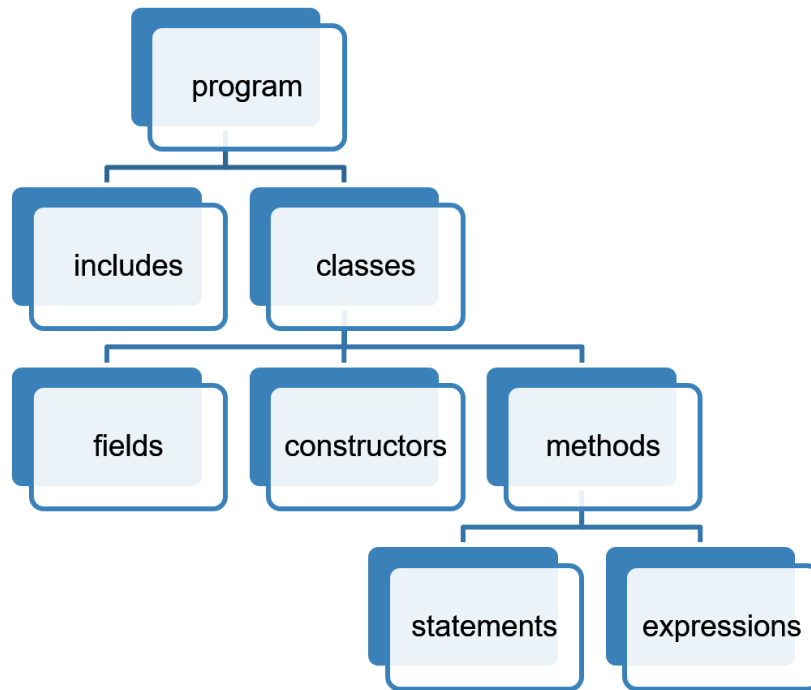 program
includes
classes
fields
constructors
methods
statements
expressions